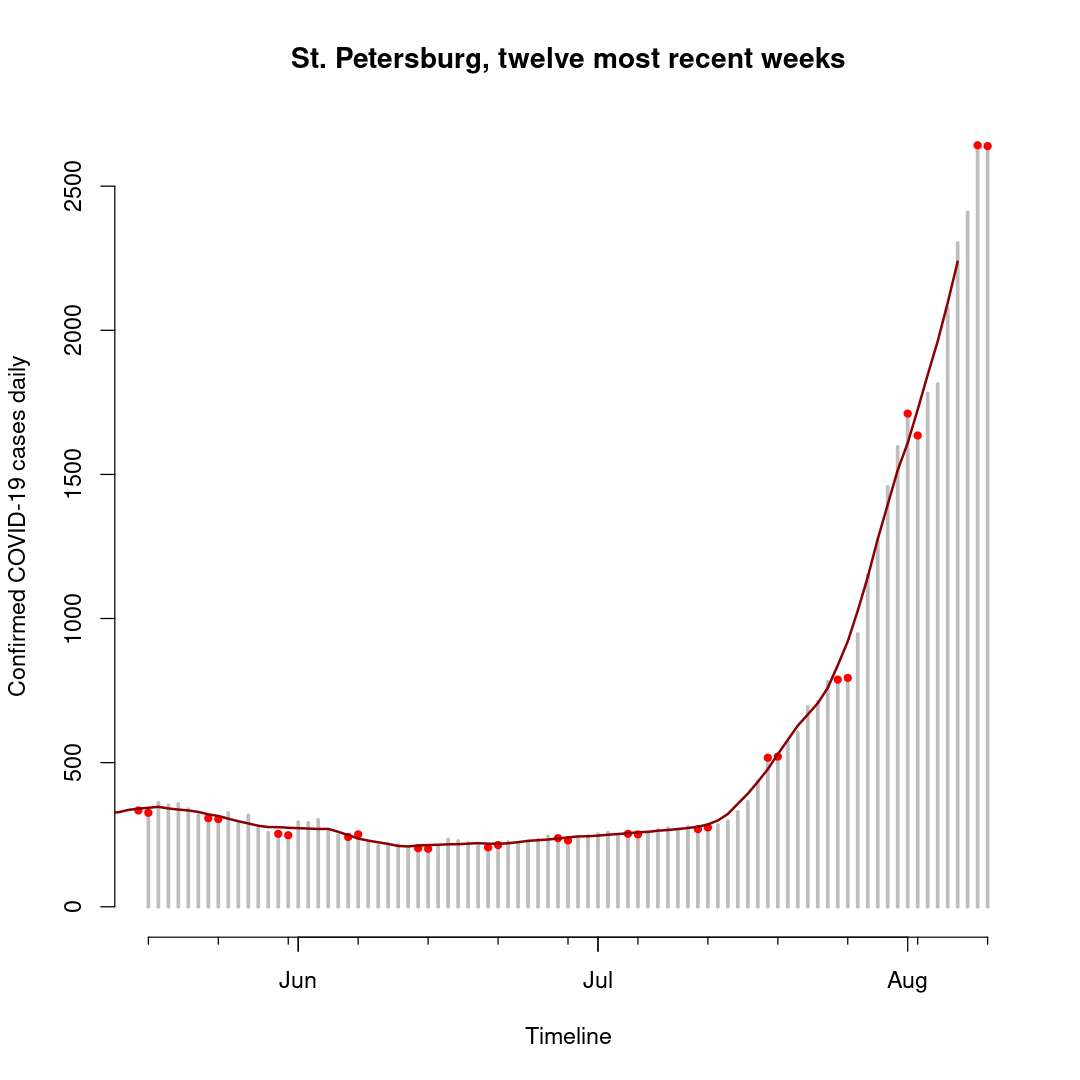 St. Petersburg, twelve most recent weeks
Confirmed COVID-19 cases daily
2500
2000
1500
1000
500
0
Jun Jul Aug
Timeline